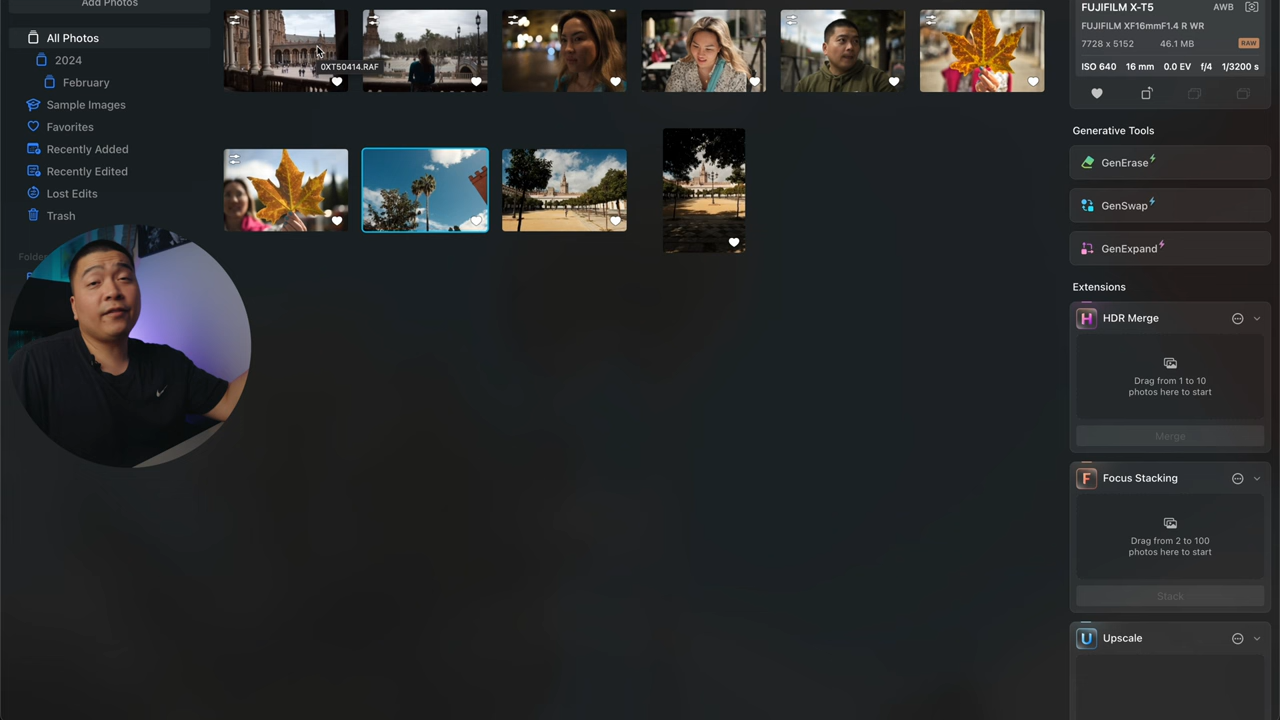 Add Photos
All Photos
2024
February
Sample Images
Favorites
Recently Added
Recently Edited
Lost Edits
Trash
Folde
0XT50414.RAF
FUJIFILM X-T5 AWB
FUJIFILM XF16mmF1.4 R WR
7728 x 5152 46.1 MB RAW
ISO 640 16 mm 0.0 EV f/4 1/3200 s
Generative Tools
GenErase
GenSwap
GenExpand
Extensions
H HDR Merge
Drag from 1 to 10
photos here to start
Merge
F Focus Stacking
Drag from 2 to 100
photos here to start
Stack
U Upscale